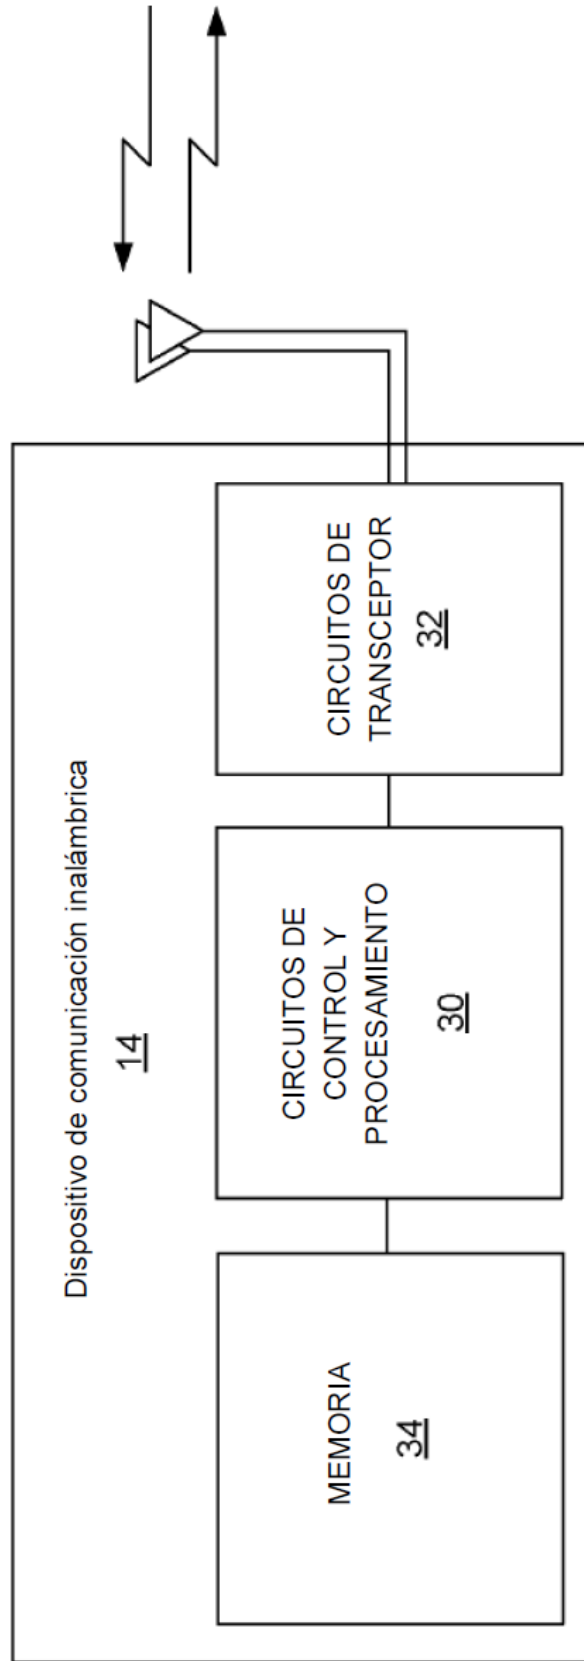 Dispositivo de comunicación inalámbrica
14
MEMORIA
34
CIRCUITOS DE
CONTROL Y
PROCESAMIENTO
30
CIRCUITOS DE
TRANSCEPTOR
32